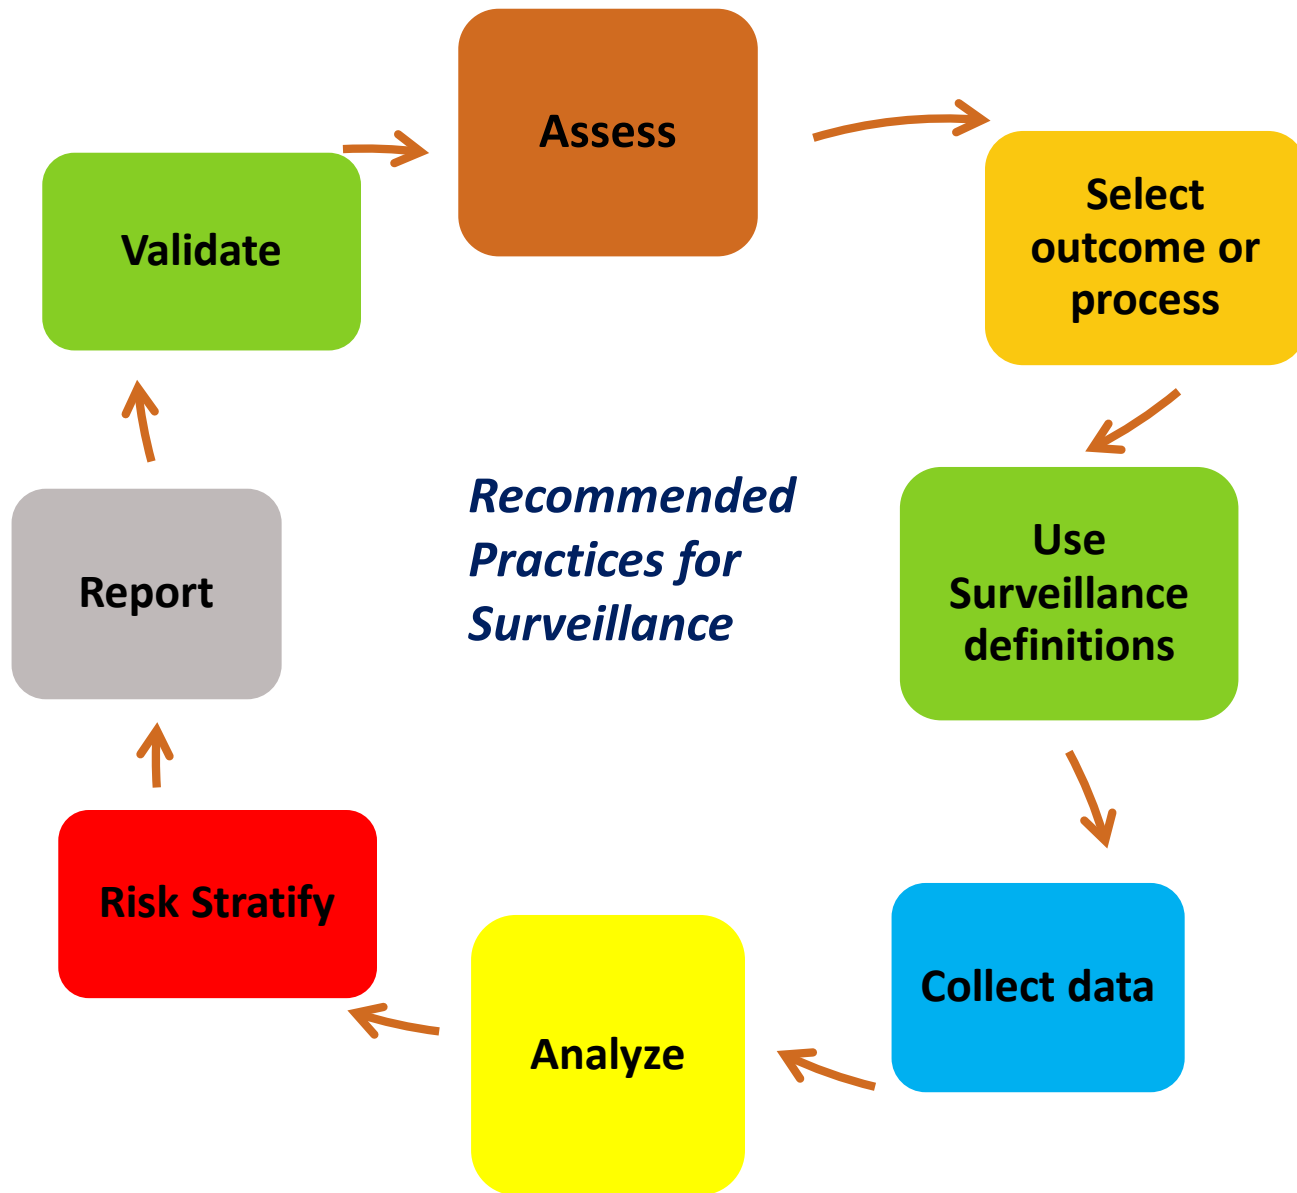 Assess
Select
outcome or
process
Use
Surveillance
definitions
Collect data
Analyze
Risk Stratify
Report
Validate
Recommended
Practices for
Surveillance